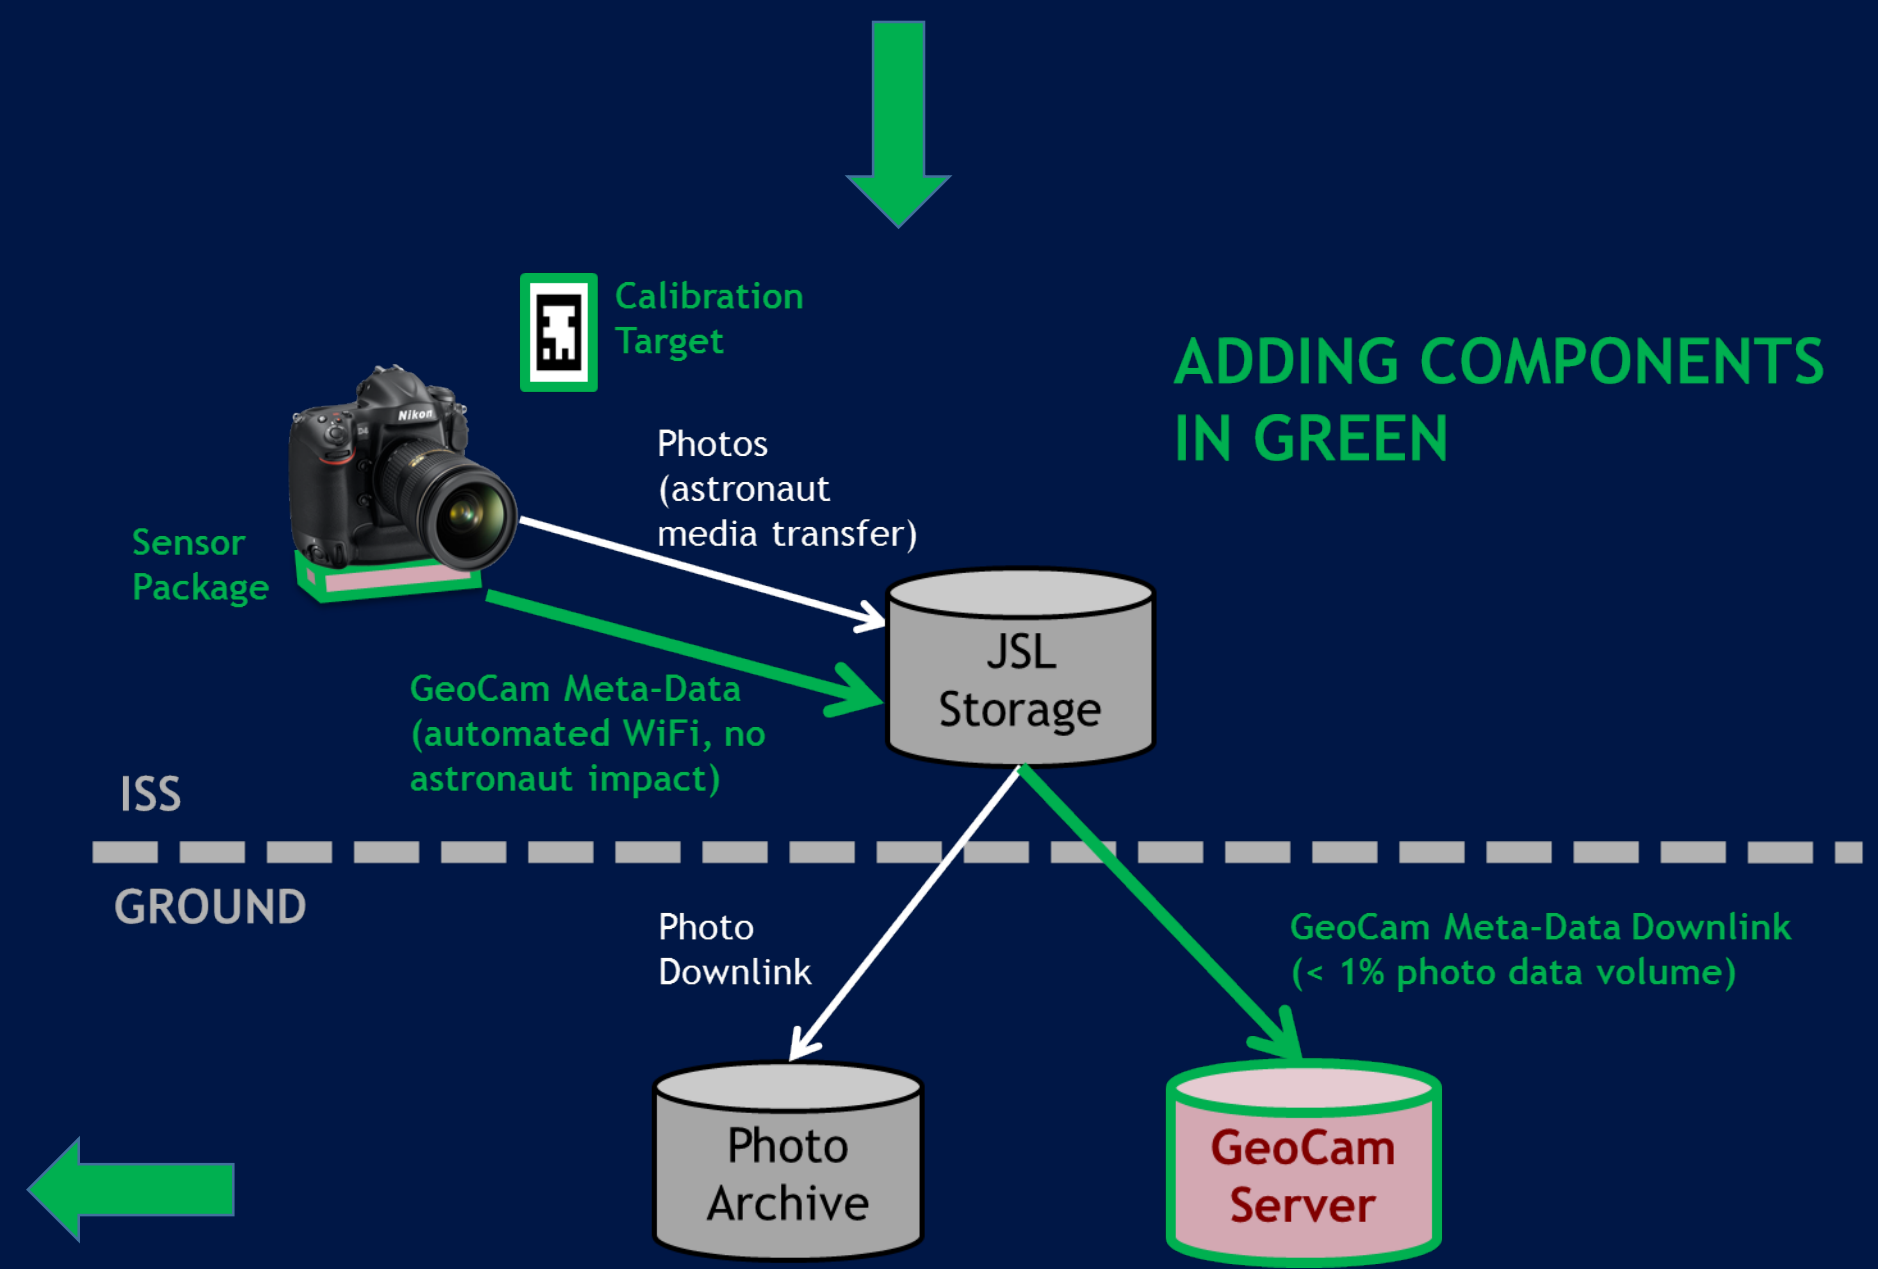 Calibration
Target
ADDING COMPONENTS
IN GREEN
Nikon
D4
Photos
(astronaut
media transfer)
Sensor
Package
JSL
Storage
GeoCam Meta-Data
(automated WiFi, no
astronaut impact)
ISS
GROUND
Photo
Downlink
GeoCam Meta-Data Downlink
(< 1% photo data volume)
Photo
Archive
GeoCam
Server